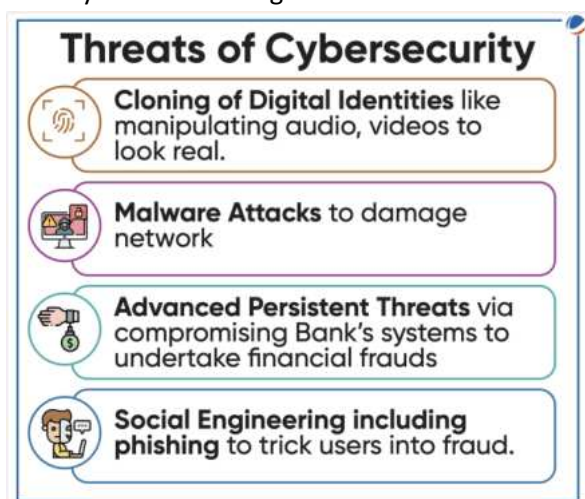 Threats of Cybersecurity
Cloning of Digital Identities like
manipulating audio, videos to
look real.
Malware Attacks to damage
network
Advanced Persistent Threats via
compromising Bank's systems to
undertake financial frauds
Social Engineering including
phishing to trick users into fraud.